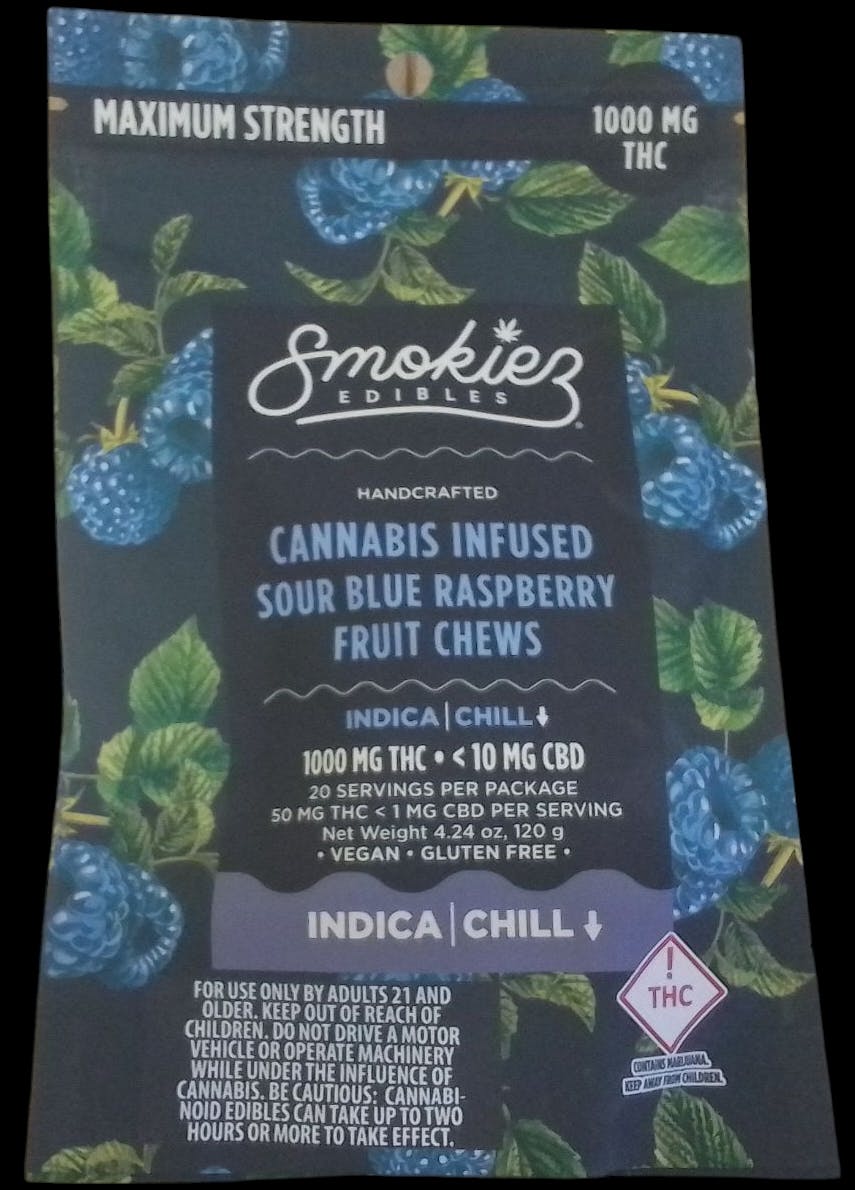 MAXIMUM STRENGTH
1000 MG
THC
Smokiez
EDIBLES
HANDCRAFTED
CANNABIS INFUSED
SOUR BLUE RASPBERRY
FRUIT CHEWS
INDICA | CHILL ↓
1000 MG THC • < 10 MG CBD
20 SERVINGS PER PACKAGE
50 MG THC < 1 MG CBD PER SERVING
Net Weight 4.24 oz, 120 g
• VEGAN • GLUTEN FREE •
INDICA | CHILL ↓
FOR USE ONLY BY ADULTS 21 AND
OLDER. KEEP OUT OF REACH OF
CHILDREN. DO NOT DRIVE A MOTOR
VEHICLE OR OPERATE MACHINERY
WHILE UNDER THE INFLUENCE OF
CANNABIS. BE CAUTIOUS: CANNABI-
NOID EDIBLES CAN TAKE UP TO TWO
HOURS OR MORE TO TAKE EFFECT.
!
THC
CONTAINS MARIJUANA.
KEEP AWAY FROM CHILDREN.